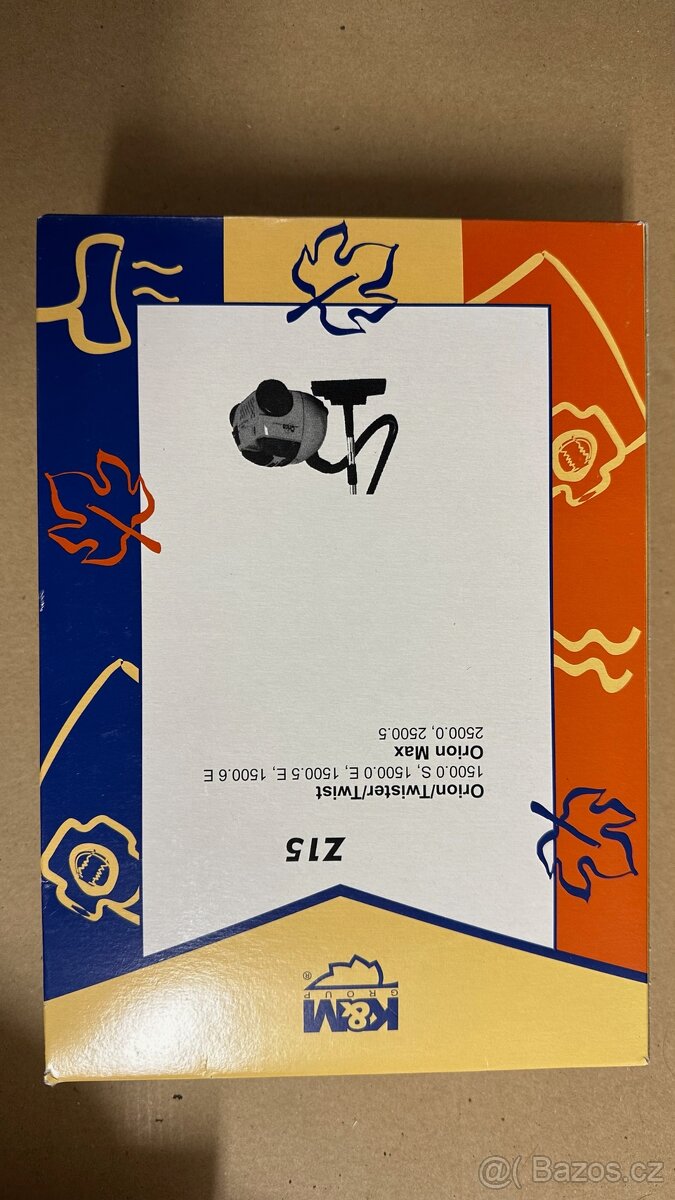 K&M
GROUP®
Z15
Orion/Twister/Twist
1500.0 S, 1500.0 E, 1500.5 E, 1500.6 E
Orion Max
2500.0, 2500.5
@( Bazos.cz